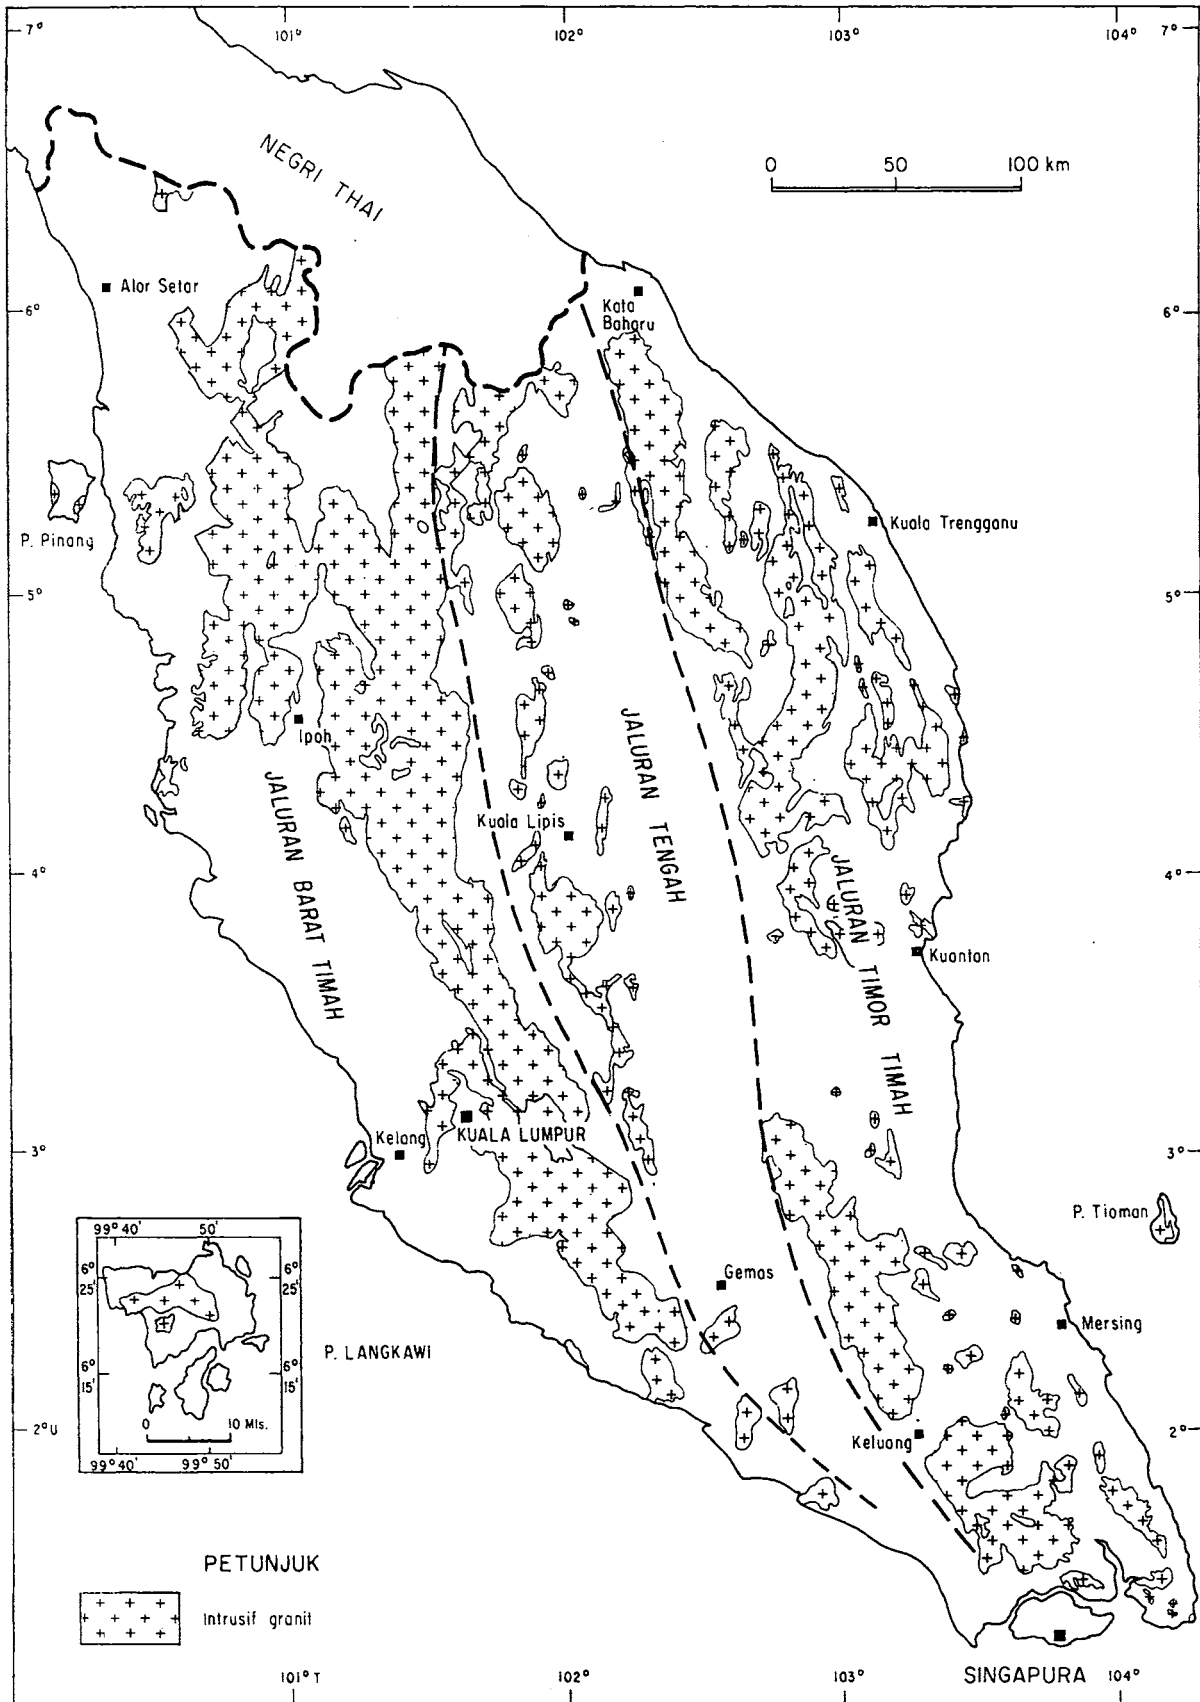 101° 102° 103° 104°
7° 7°
NEGRI THAI
0 50 100 km
Alor Setar
6° 6°
Kata
Baharu
P. Pinang
Kuala Trengganu
5° 5°
Ipoh
JALURAN BARAT TIMAH
JALURAN TENGAH
JALURAN TIMOR TIMAH
Kuala Lipis
4° 4°
Kuantan
Kelang
KUALA LUMPUR
3° 3°
P. Tioman
Gemas
Mersing
99° 40' 50'
6° 6°
25' 25'
6° 6°
15' 15'
0 10 Mls.
99° 40' 99° 50'
P. LANGKAWI
2°U 2°
Keluang
PETUNJUK
Intrusif granit
SINGAPURA
101° T 102° 103° 104°